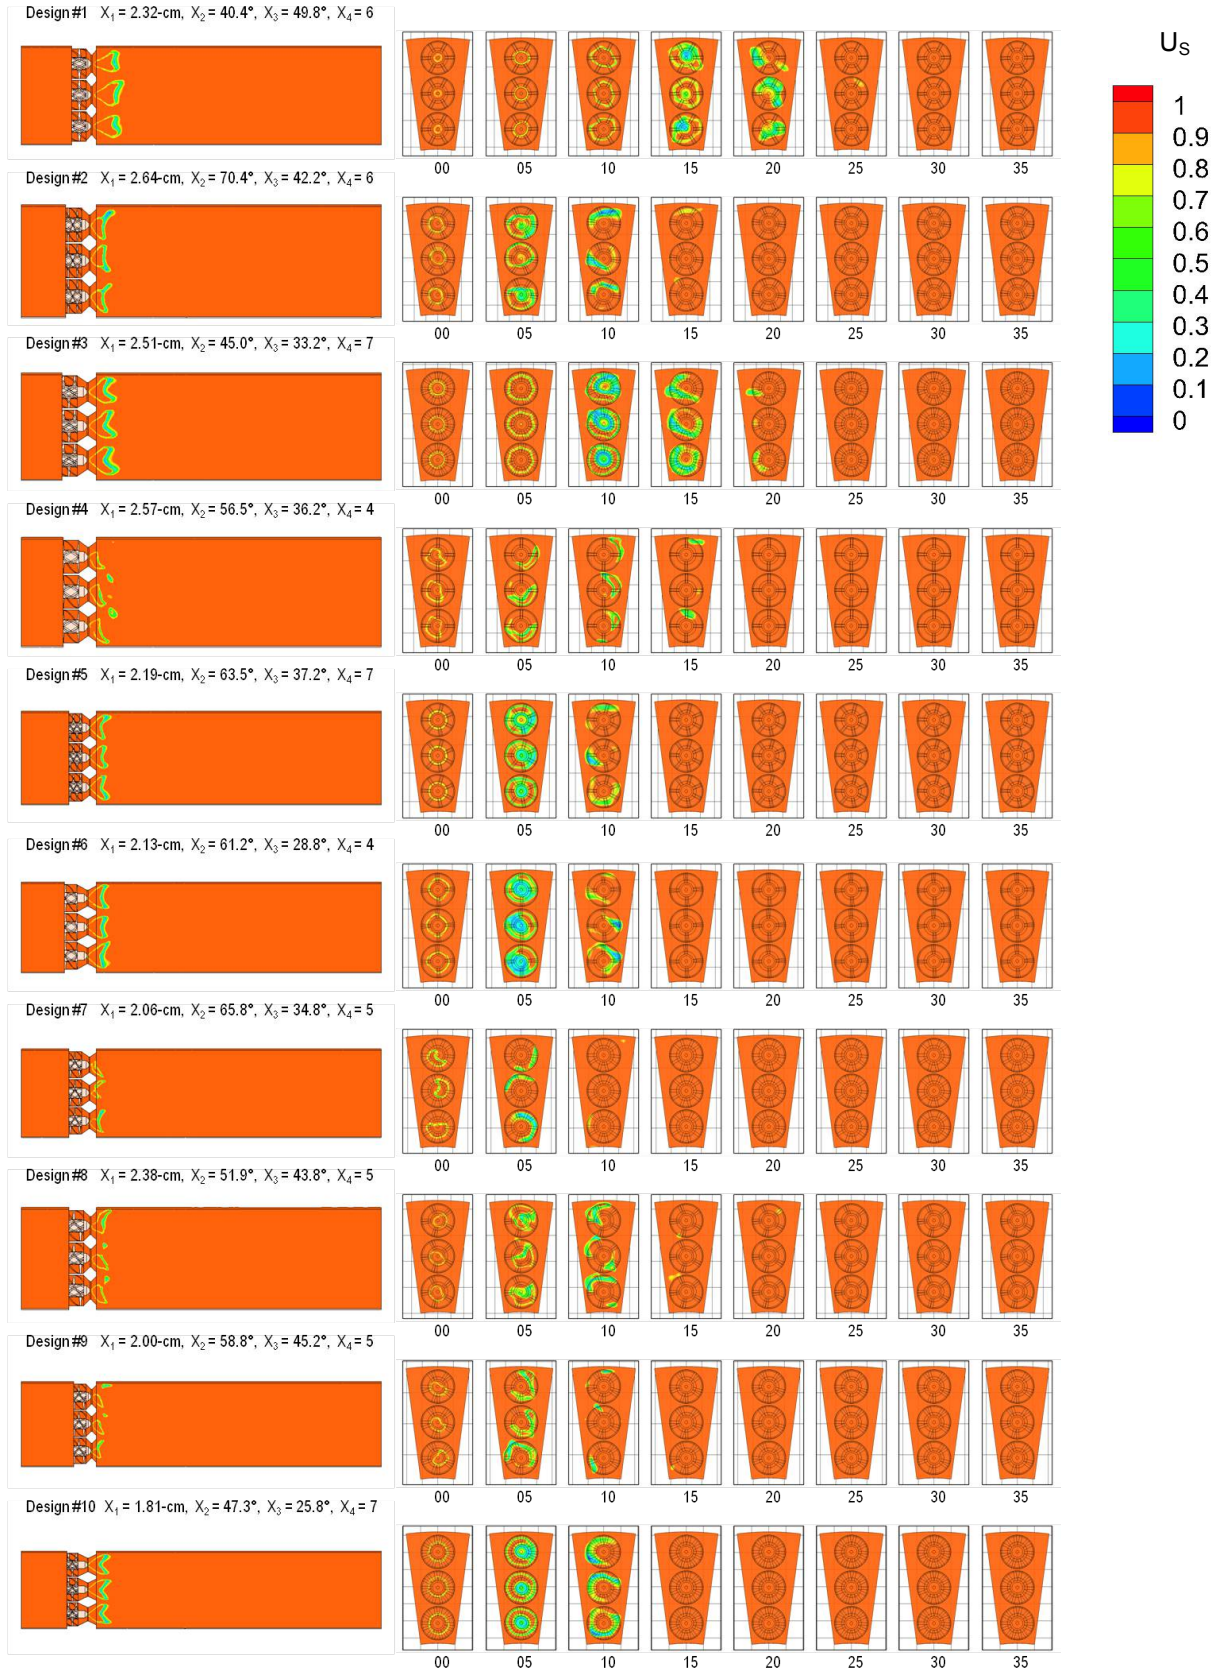 Design #1 X₁ = 2.32-cm, X₂ = 40.4°, X₃ = 49.8°, X₄ = 6
00 05 10 15 20 25 30 35
Design #2 X₁ = 2.64-cm, X₂ = 70.4°, X₃ = 42.2°, X₄ = 6
00 05 10 15 20 25 30 35
Design #3 X₁ = 2.51-cm, X₂ = 45.0°, X₃ = 33.2°, X₄ = 7
00 05 10 15 20 25 30 35
Design #4 X₁ = 2.57-cm, X₂ = 56.5°, X₃ = 36.2°, X₄ = 4
00 05 10 15 20 25 30 35
Design #5 X₁ = 2.19-cm, X₂ = 63.5°, X₃ = 37.2°, X₄ = 7
00 05 10 15 20 25 30 35
Design #6 X₁ = 2.13-cm, X₂ = 61.2°, X₃ = 28.8°, X₄ = 4
00 05 10 15 20 25 30 35
Design #7 X₁ = 2.06-cm, X₂ = 65.8°, X₃ = 34.8°, X₄ = 5
00 05 10 15 20 25 30 35
Design #8 X₁ = 2.38-cm, X₂ = 51.9°, X₃ = 43.8°, X₄ = 5
00 05 10 15 20 25 30 35
Design #9 X₁ = 2.00-cm, X₂ = 58.8°, X₃ = 45.2°, X₄ = 5
00 05 10 15 20 25 30 35
Design #10 X₁ = 1.81-cm, X₂ = 47.3°, X₃ = 25.8°, X₄ = 7
00 05 10 15 20 25 30 35
U_S
1
0.9
0.8
0.7
0.6
0.5
0.4
0.3
0.2
0.1
0